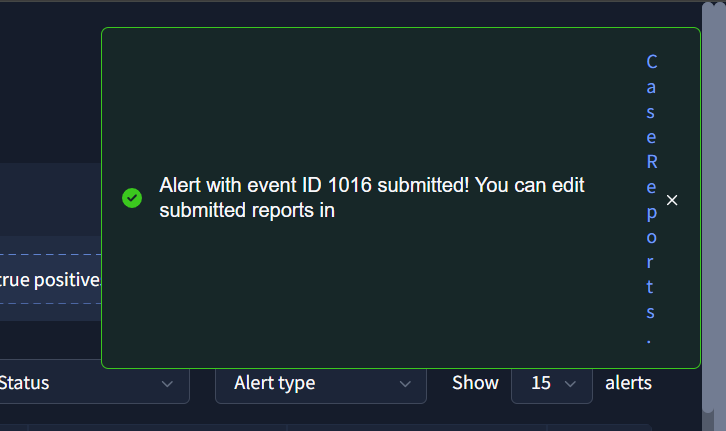 Alert with event ID 1016 submitted! You can edit
submitted reports in
C
a
s
e
R
e
p
o
r
t
s
.
true positive
Status
Alert type
Show
15
alerts